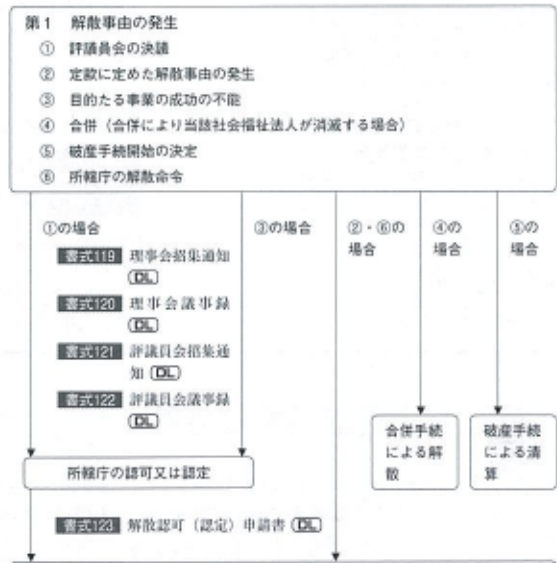 第1 解散事由の発生
① 評議員会の決議
② 定款に定めた解散事由の発生
③ 目的たる事業の成功の不能
④ 合併（合併により当該社会福祉法人が消滅する場合）
⑤ 破産手続開始の決定
⑥ 所轄庁の解散命令
①の場合
書式119 理事会招集通知
DL
書式120 理事会議事録
DL
書式121 評議員会招集通
知 DL
書式122 評議員会議事録
DL
③の場合
②・⑥の
場合
④の
場合
⑤の
場合
合併手続
による解
散
破産手続
による清
算
所轄庁の認可又は認定
書式123 解散認可（認定）申請書 DL